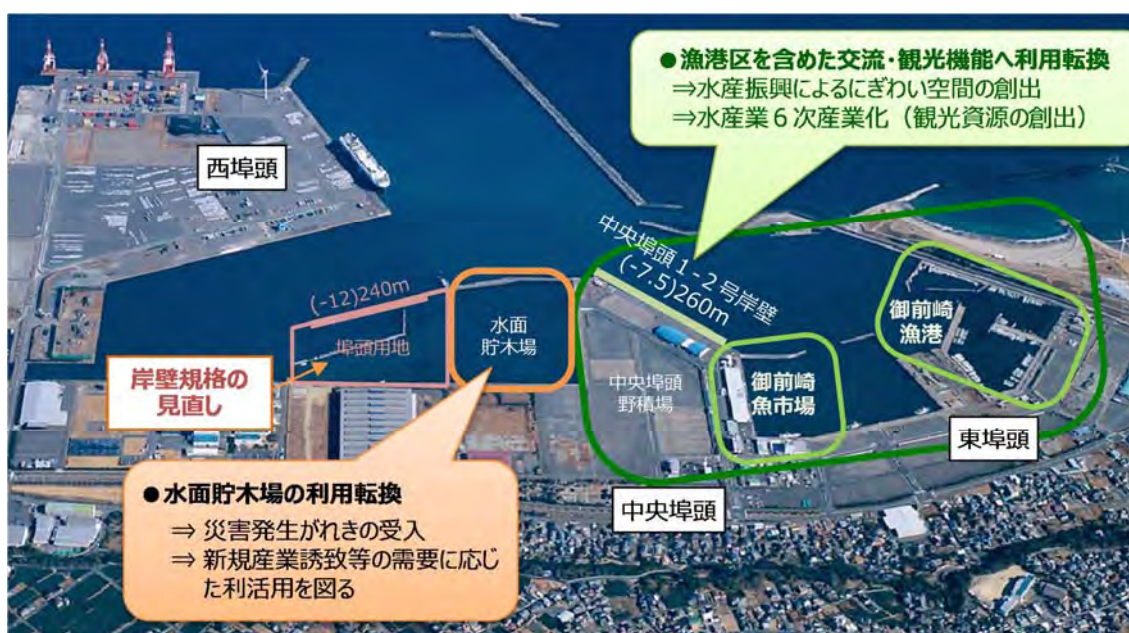 ●漁港区を含めた交流・観光機能へ利用転換
⇒水産振興によるにぎわい空間の創出
⇒水産業６次産業化（観光資源の創出）
西埠頭
中央埠頭１-２号岸壁
(-7.5)260m
(-12)240m
水面
貯木場
埠頭用地
御前崎
漁港
岸壁規格の
見直し
中央埠頭
野積場
御前崎
魚市場
東埠頭
中央埠頭
●水面貯木場の利用転換
⇒ 災害発生がれきの受入
⇒ 新規産業誘致等の需要に応じ
た利活用を図る